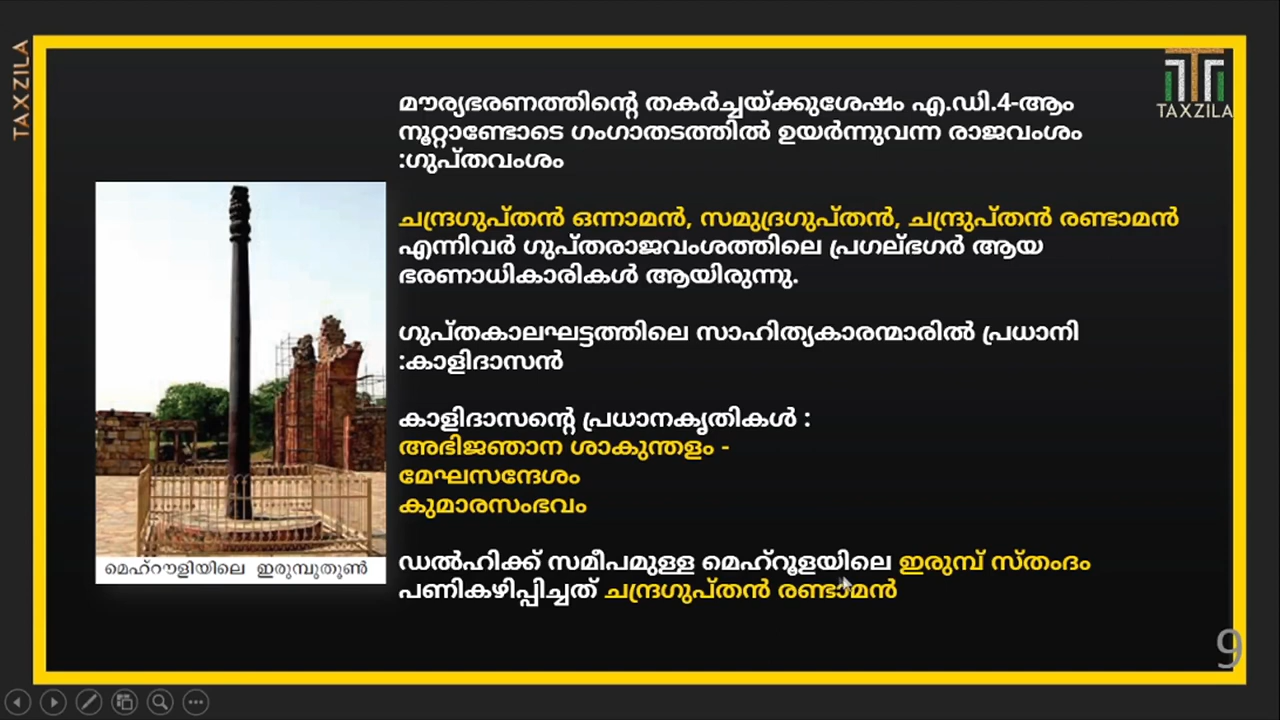 TAXZILA
TAXZILA
മൗര്യഭരണത്തിന്റെ തകർച്ചയ്ക്കുശേഷം എ.ഡി.4-ആം
നൂറ്റാണ്ടോടെ ഗംഗാതടത്തിൽ ഉയർന്നുവന്ന രാജവംശം
:ഗുപ്തവംശം
ചന്ദ്രഗുപ്തൻ ഒന്നാമൻ, സമുദ്രഗുപ്തൻ, ചന്ദ്രുപ്തൻ രണ്ടാമൻ
എന്നിവർ ഗുപ്തരാജവംശത്തിലെ പ്രഗല്ഭഗർ ആയ
ഭരണാധികാരികൾ ആയിരുന്നു.
ഗുപ്തകാലഘട്ടത്തിലെ സാഹിത്യകാരന്മാരിൽ പ്രധാനി
:കാളിദാസൻ
കാളിദാസന്റെ പ്രധാനകൃതികൾ :
അഭിജഞാന ശാകുന്തളം -
മേഘസന്ദേശം
കുമാരസംഭവം
ഡൽഹിക്ക് സമീപമുള്ള മെഹ്റൂളയിലെ ഇരുമ്പ് സ്തംദം
പണികഴിപ്പിച്ചത് ചന്ദ്രഗുപ്തൻ രണ്ടാമൻ
മെഹ്റൗളിയിലെ ഇരുമ്പുതൂൺ
9